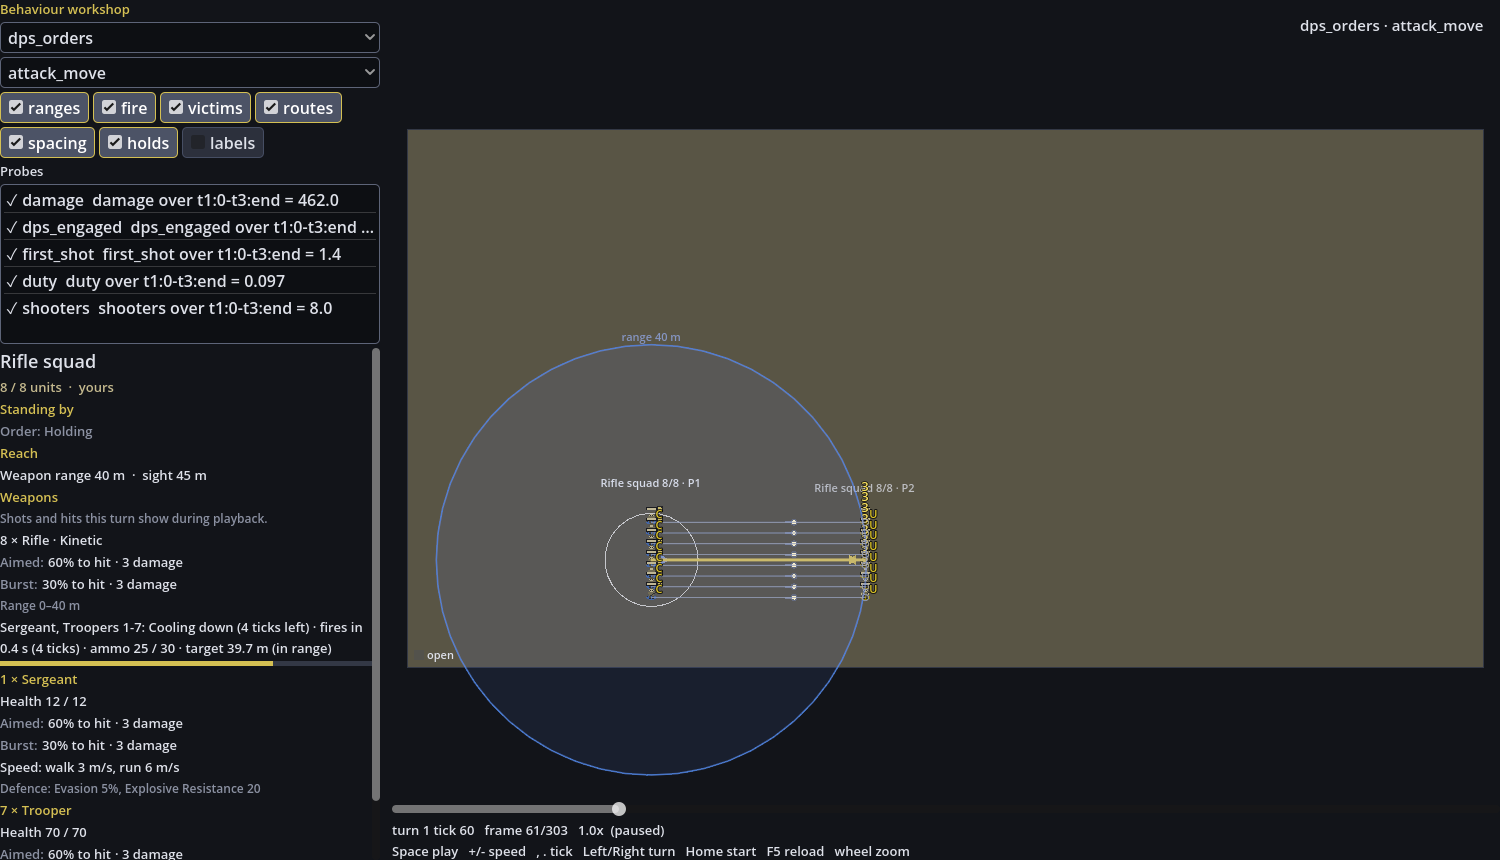 Behaviour workshop
dps_orders
attack_move
ranges fire victims routes
spacing holds labels
Probes
✓ damage damage over t1:0-t3:end = 462.0
✓ dps_engaged dps_engaged over t1:0-t3:end ...
✓ first_shot first_shot over t1:0-t3:end = 1.4
✓ duty duty over t1:0-t3:end = 0.097
✓ shooters shooters over t1:0-t3:end = 8.0
Rifle squad
8 / 8 units · yours
Standing by
Order: Holding
Reach
Weapon range 40 m · sight 45 m
Weapons
Shots and hits this turn show during playback.
8 × Rifle · Kinetic
Aimed: 60% to hit · 3 damage
Burst: 30% to hit · 3 damage
Range 0–40 m
Sergeant, Troopers 1-7: Cooling down (4 ticks left) · fires in
0.4 s (4 ticks) · ammo 25 / 30 · target 39.7 m (in range)
1 × Sergeant
Health 12 / 12
Aimed: 60% to hit · 3 damage
Burst: 30% to hit · 3 damage
Speed: walk 3 m/s, run 6 m/s
Defence: Evasion 5%, Explosive Resistance 20
7 × Trooper
Health 70 / 70
Aimed: 60% to hit · 3 damage
dps_orders · attack_move
range 40 m
Rifle squad 8/8 · P1
Rifle squad 8/8 · P2
3
3
3
U
U
U
U
U
U
U
U
open
turn 1 tick 60 frame 61/303 1.0x (paused)
Space play +/- speed , . tick Left/Right turn Home start F5 reload wheel zoom